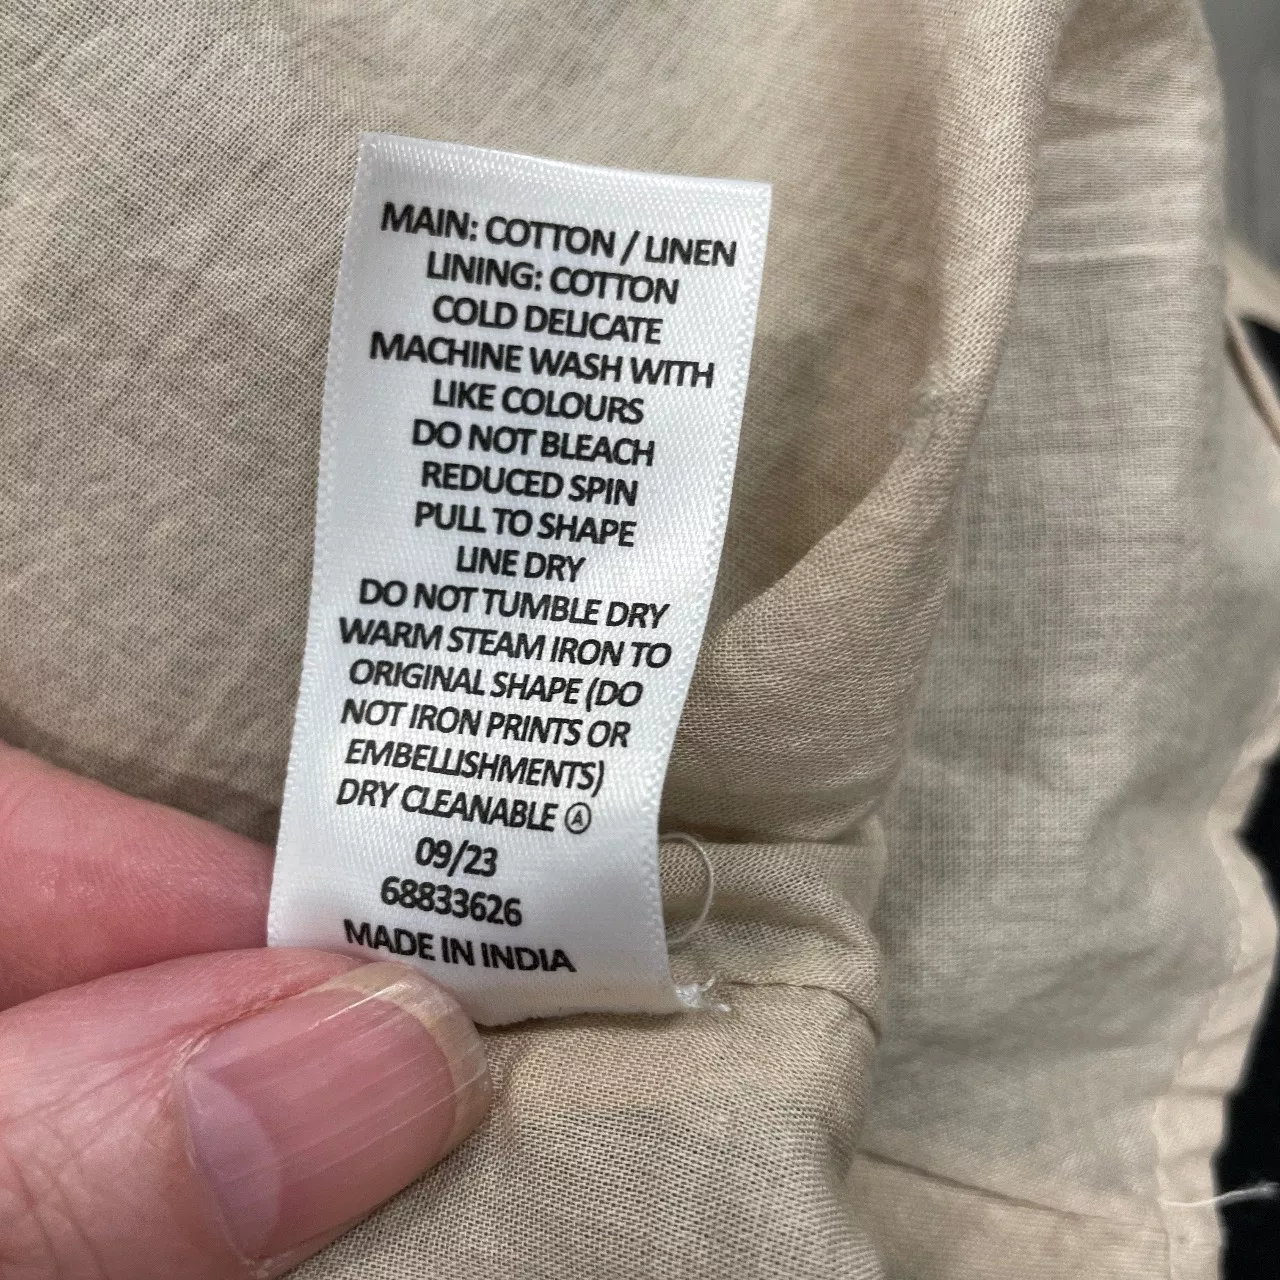 MAIN: COTTON / LINEN
LINING: COTTON
COLD DELICATE
MACHINE WASH WITH
LIKE COLOURS
DO NOT BLEACH
REDUCED SPIN
PULL TO SHAPE
LINE DRY
DO NOT TUMBLE DRY
WARM STEAM IRON TO
ORIGINAL SHAPE (DO
NOT IRON PRINTS OR
EMBELLISHMENTS)
DRY CLEANABLE Ⓐ
09/23
68833626
MADE IN INDIA